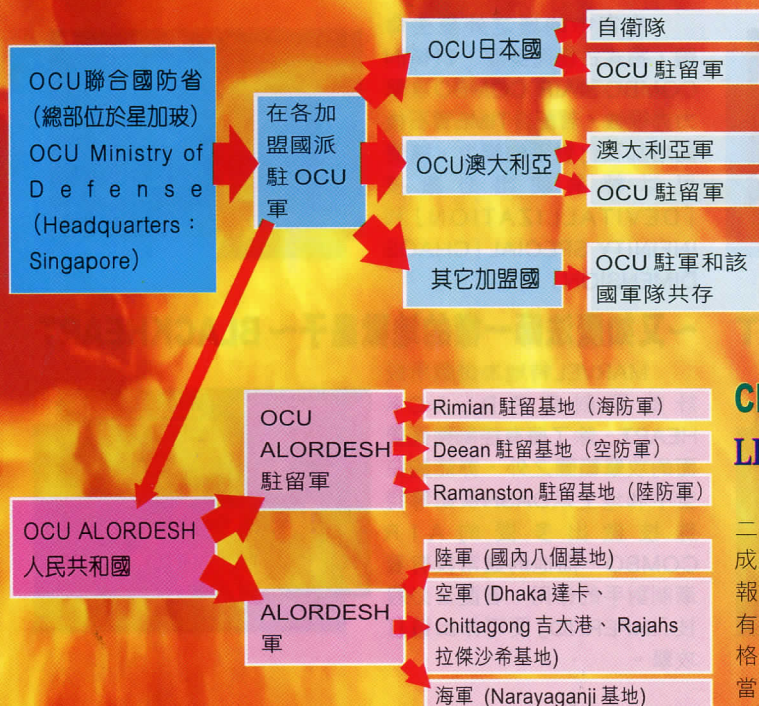 OCU聯合國防省
(總部位於星加玻)
OCU Ministry of
Defense
(Headquarters：
Singapore)
在各加
盟國派
駐 OCU
軍
OCU日本國
自衛隊
OCU 駐留軍
OCU澳大利亞
澳大利亞軍
OCU 駐留軍
其它加盟國
OCU 駐軍和該
國軍隊共存
OCU ALORDESH
人民共和國
OCU
ALORDESH
駐留軍
Rimian 駐留基地（海防軍）
Deean 駐留基地（空防軍）
Ramanston 駐留基地（陸防軍）
ALORDESH
軍
陸軍 (國內八個基地)
空軍 (Dhaka 達卡、
Chittagong 吉大港、 Rajahs
拉傑沙希基地)
海軍 (Narayaganji 基地)
二
成
報
有
格
當